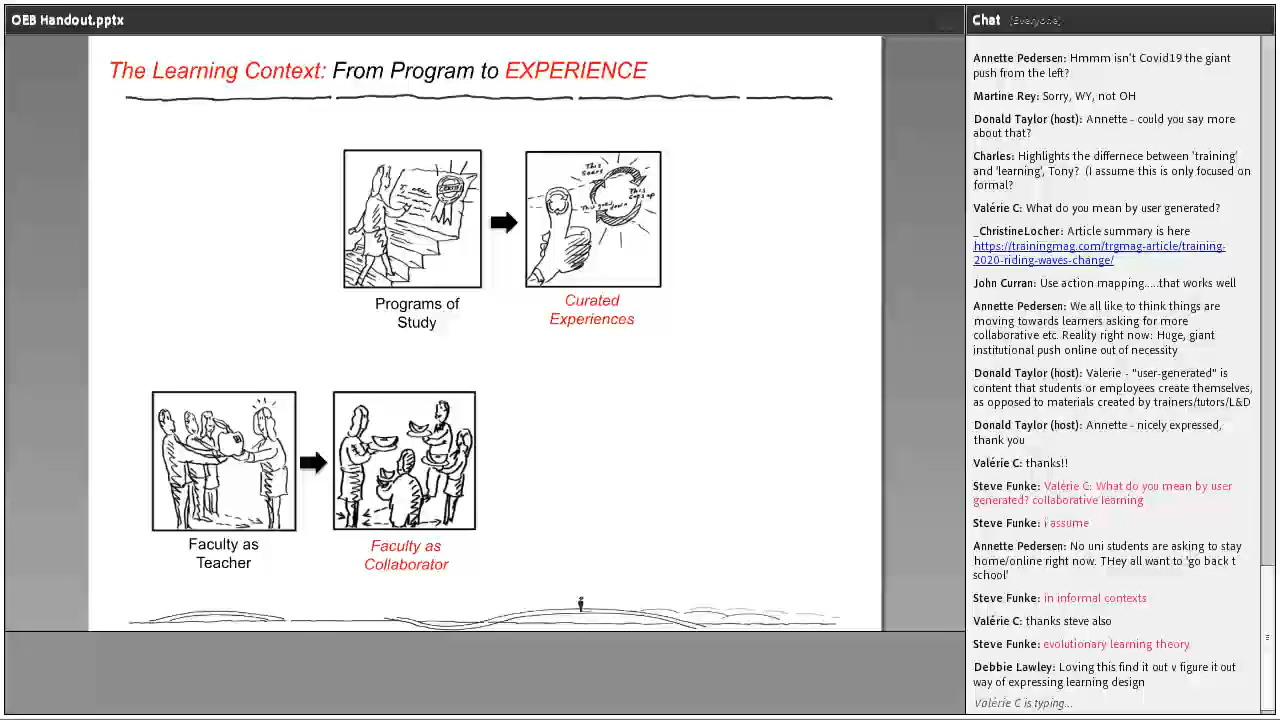 OEB Handout.pptx
The Learning Context: From Program to EXPERIENCE
Programs of
Study
Curated
Experiences
Faculty as
Teacher
Faculty as
Collaborator
Chat (Everyone)
Annette Pedersen: Hmmm isn't Covid19 the giant
push from the left?
Martine Rey: Sorry, WY, not OH
Donald Taylor (host): Annette - could you say more
about that?
Charles: Highlights the differnece between 'training'
and 'learning', Tony? (I assume this is only focused on
formal?
Valérie C: What do you mean by user generated?
_ChristineLocher: Article summary is here
https://trainingmag.com/trgmag-article/training-
2020-riding-waves-change/
John Curran: Use action mapping.....that works well
Annette Pedersen: We all like to think things are
moving towards learners asking for more
collaborative etc. Reality right now: Huge, giant
institutional push online out of necessity
Donald Taylor (host): Valerie - "user-generated" is
content that students or employees create themselves,
as opposed to materials created by trainers/tutors/L&D
Donald Taylor (host): Annette - nicely expressed,
thank you
Valérie C: thanks!!
Steve Funke: Valérie C: What do you mean by user
generated? collaborative learning
Steve Funke: i assume
Annette Pedersen: No uni students are asking to stay
home/online right now. THey all want to 'go back t
school'
Steve Funke: in informal contexts
Valérie C: thanks steve also
Steve Funke: evolutionary learning theory
Debbie Lawley: Loving this find it out v figure it out
way of expressing learning design
Valérie C is typing...